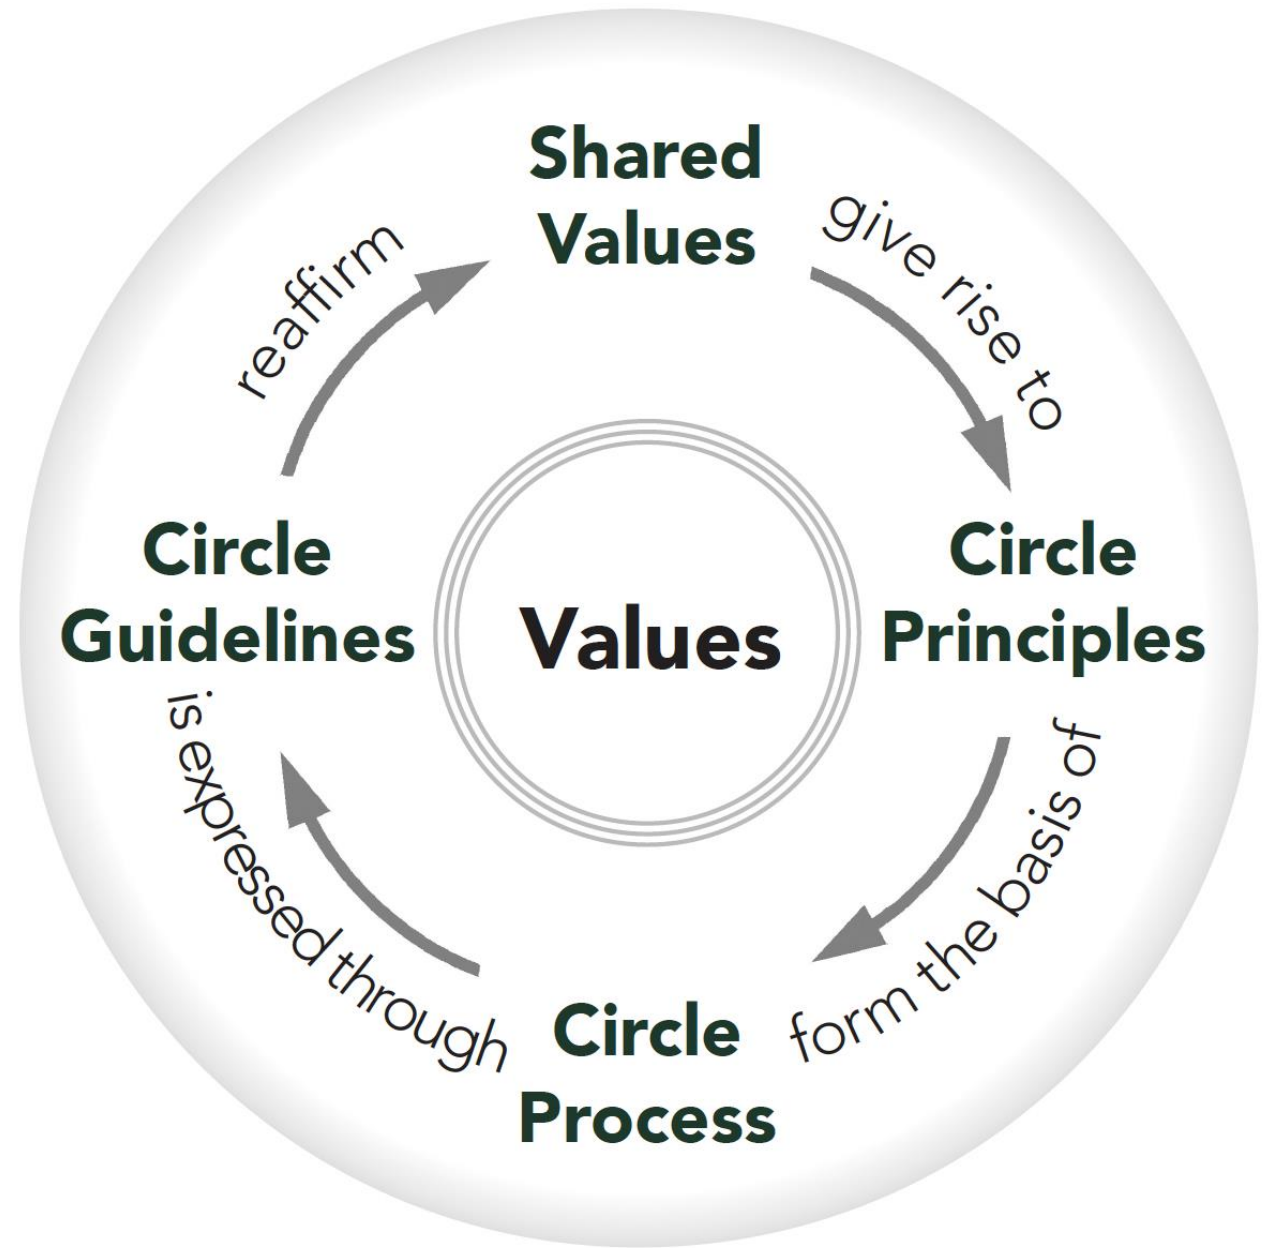 Shared
Values
give rise to
Circle
Principles
form the basis of
Circle
Process
is expressed through
Circle
Guidelines
reaffirm
Values